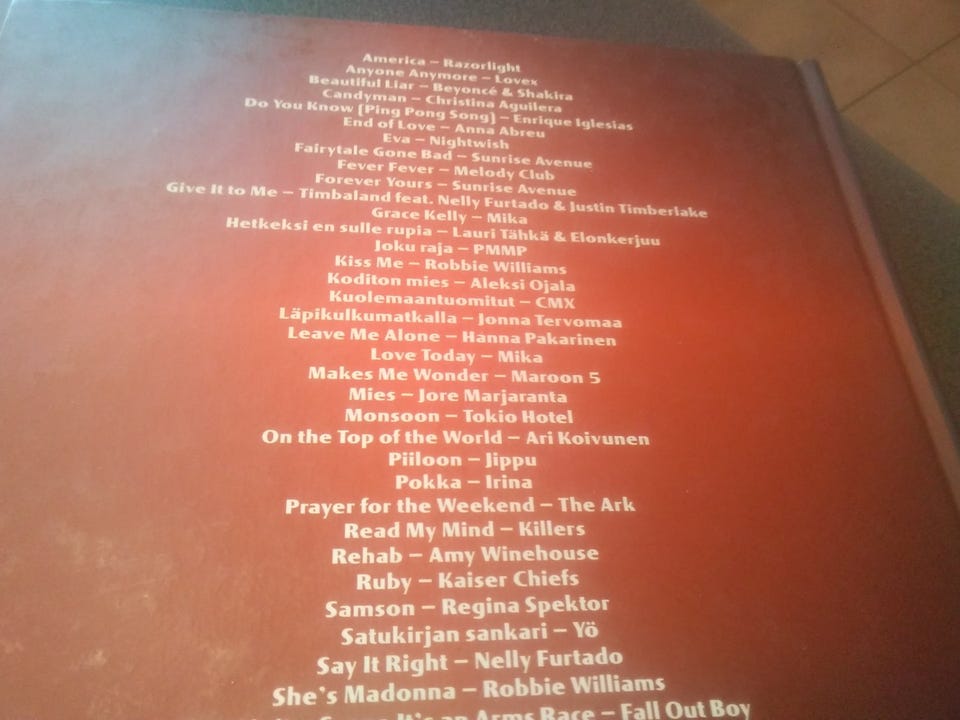 America – Razorlight
Anyone Anymore – Lovex
Beautiful Liar – Beyoncé & Shakira
Candyman – Christina Aguilera
Do You Know (Ping Pong Song) – Enrique Iglesias
End of Love – Anna Abreu
Eva – Nightwish
Fairytale Gone Bad – Sunrise Avenue
Fever Fever – Melody Club
Forever Yours – Sunrise Avenue
Give It to Me – Timbaland feat. Nelly Furtado & Justin Timberlake
Grace Kelly – Mika
Hetkeksi en sulle rupia – Lauri Tähkä & Elonkerjuu
Joku raja – PMMP
Kiss Me – Robbie Williams
Koditon mies – Aleksi Ojala
Kuolemaantuomitut – CMX
Läpikulkumatkalla – Jonna Tervomaa
Leave Me Alone – Hanna Pakarinen
Love Today – Mika
Makes Me Wonder – Maroon 5
Mies – Jore Marjaranta
Monsoon – Tokio Hotel
On the Top of the World – Ari Koivunen
Piiloon – Jippu
Pokka – Irina
Prayer for the Weekend – The Ark
Read My Mind – Killers
Rehab – Amy Winehouse
Ruby – Kaiser Chiefs
Samson – Regina Spektor
Satukirjan sankari – Yö
Say It Right – Nelly Furtado
She's Madonna – Robbie Williams
It's an Arms Race – Fall Out Boy